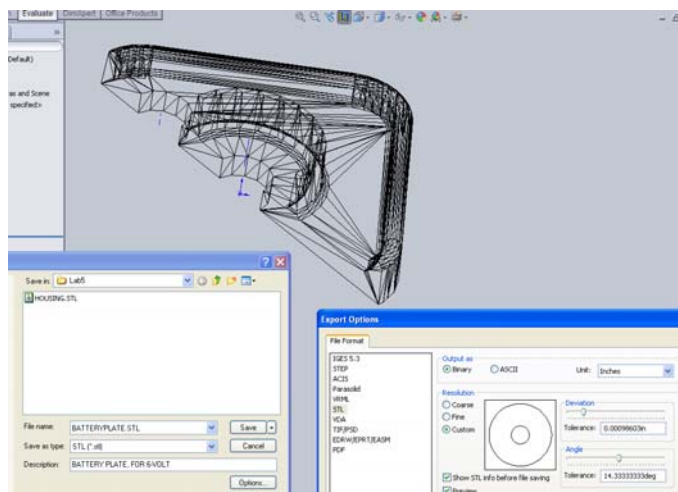 Evaluate DimXpert Office Products
Default)
as and Scene
specified>
Save in: Lab5
HOUSING.STL
File name: BATTERYPLATE.STL Save
Save as type: STL (*.stl) Cancel
Description: BATTERY PLATE, FOR 6-VOLT
Options...
Export Options
File Format
IGES 5.3
STEP
ACIS
Parasolid
VRML
STL
VDA
TIF/PSD
EDRW/EPRT/EASM
PDF
Output as
Binary ASCII Unit: Inches
Resolution
Coarse
Fine
Custom
Deviation
Tolerance: 0.00098603in
Angle
Tolerance: 14.33333333deg
Show STL info before file saving
Preview